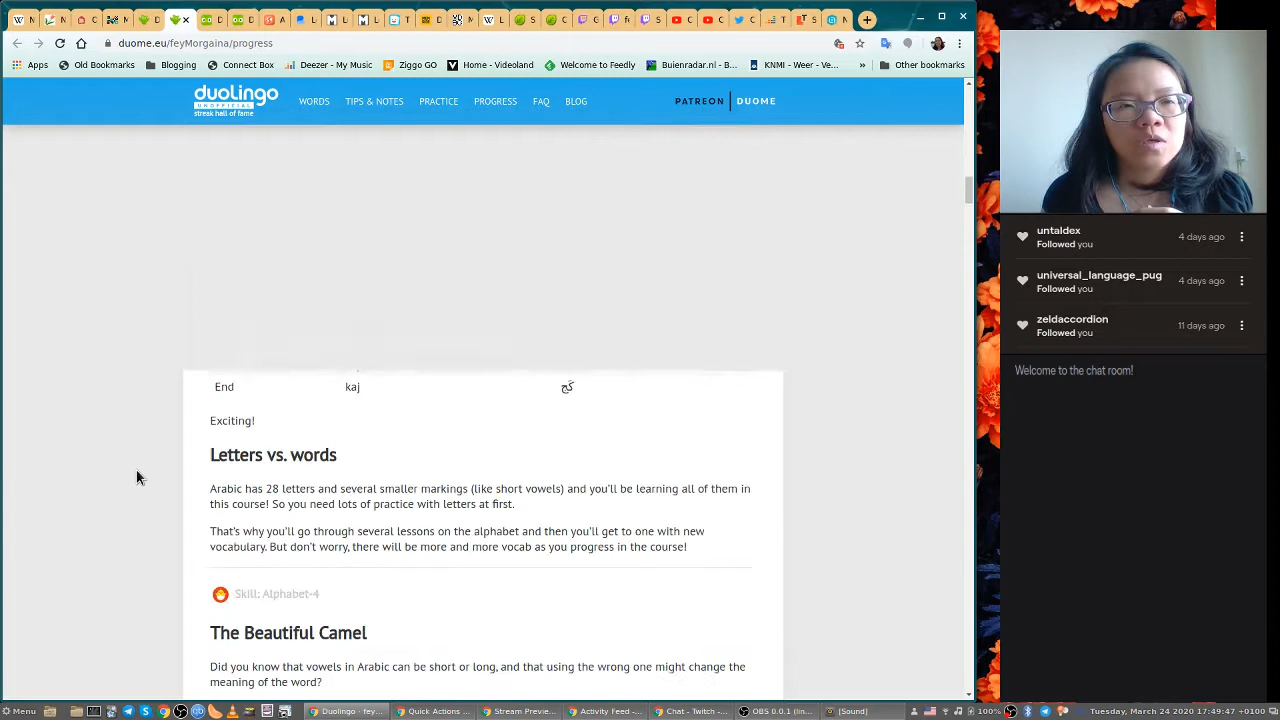 duome.eu/feyMorgaina/progress
Apps
Old Bookmarks
Blogging
Connect Box
Deezer - My Music
Ziggo GO
Home - Videoland
Welcome to Feedly
Buienradar.nl - B...
KNMI - Weer - Ve...
»
Other bookmarks
duolingo
UNOFFICIAL
streak hall of fame
WORDS
TIPS & NOTES
PRACTICE
PROGRESS
FAQ
BLOG
PATREON
DUOME
End kaj كَج
Exciting!
Letters vs. words
Arabic has 28 letters and several smaller markings (like short vowels) and you'll be learning all of them in
this course! So you need lots of practice with letters at first.
That's why you'll go through several lessons on the alphabet and then you'll get to one with new
vocabulary. But don't worry, there will be more and more vocab as you progress in the course!
Skill: Alphabet-4
The Beautiful Camel
Did you know that vowels in Arabic can be short or long, and that using the wrong one might change the
meaning of the word?
untaldex
Followed you
4 days ago
universal_language_pug
Followed you
4 days ago
zeldaccordion
Followed you
11 days ago
Welcome to the chat room!
Menu
Duolingo - fey...
Quick Actions ...
Stream Previe...
Activity Feed -...
Chat - Twitch -...
OBS 0.0.1 (lin...
[Sound]
100%
Tuesday, March 24 2020 17:49:47 +0100